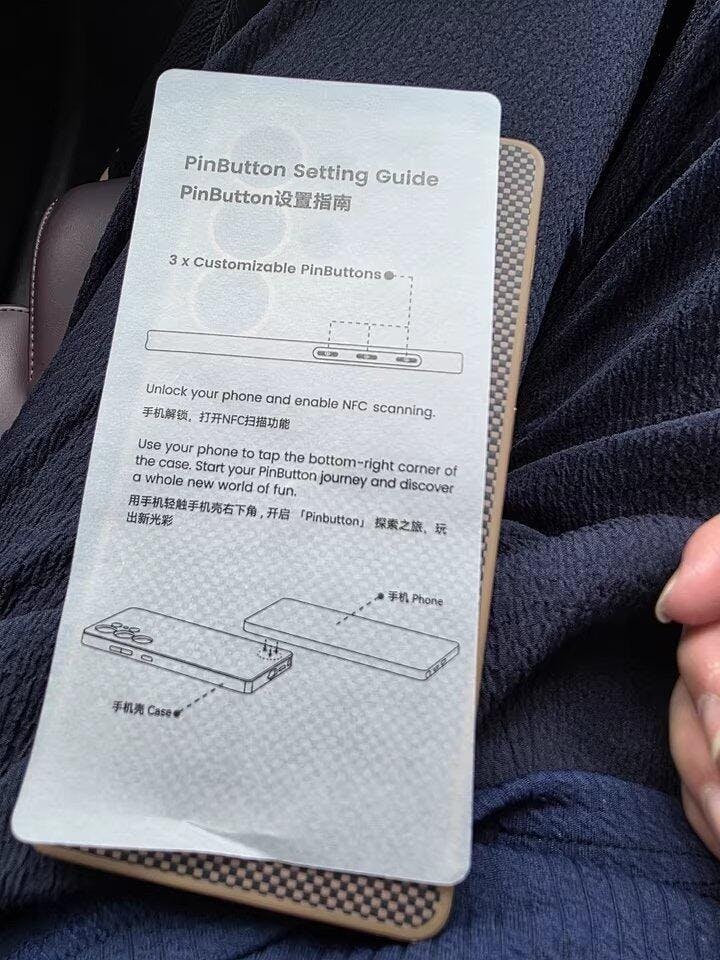 PinButton Setting Guide
PinButton设置指南
3 x Customizable PinButtons
Unlock your phone and enable NFC scanning.
手机解锁，打开NFC扫描功能
Use your phone to tap the bottom-right corner of
the case. Start your PinButton journey and discover
a whole new world of fun.
用手机轻触手机壳右下角，开启「Pinbutton」探索之旅，玩
出新光彩
手机 Phone
手机壳 Case